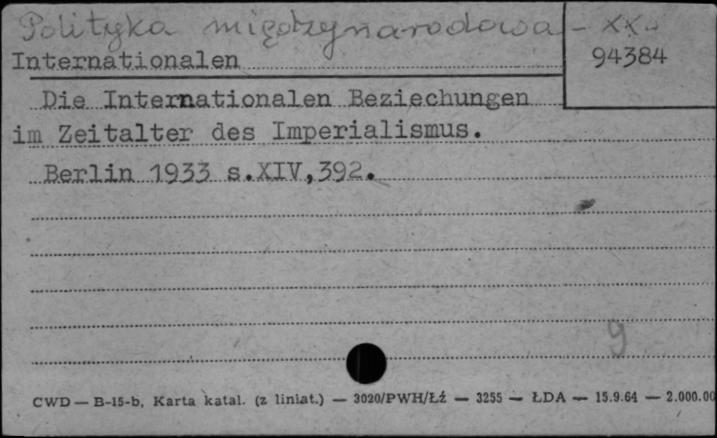 Polityka międzynarodowa - XX w
94384
Internationalen
Die Internationalen Beziechungen
im Zeitalter des Imperialismus.
Berlin 1933 s.XIV,392.
9
CWD — B-15-b, Karta katal. (z liniat.) — 3020/PWH/Łź — 3255 — ŁDA — 15.9.64 — 2.000.00